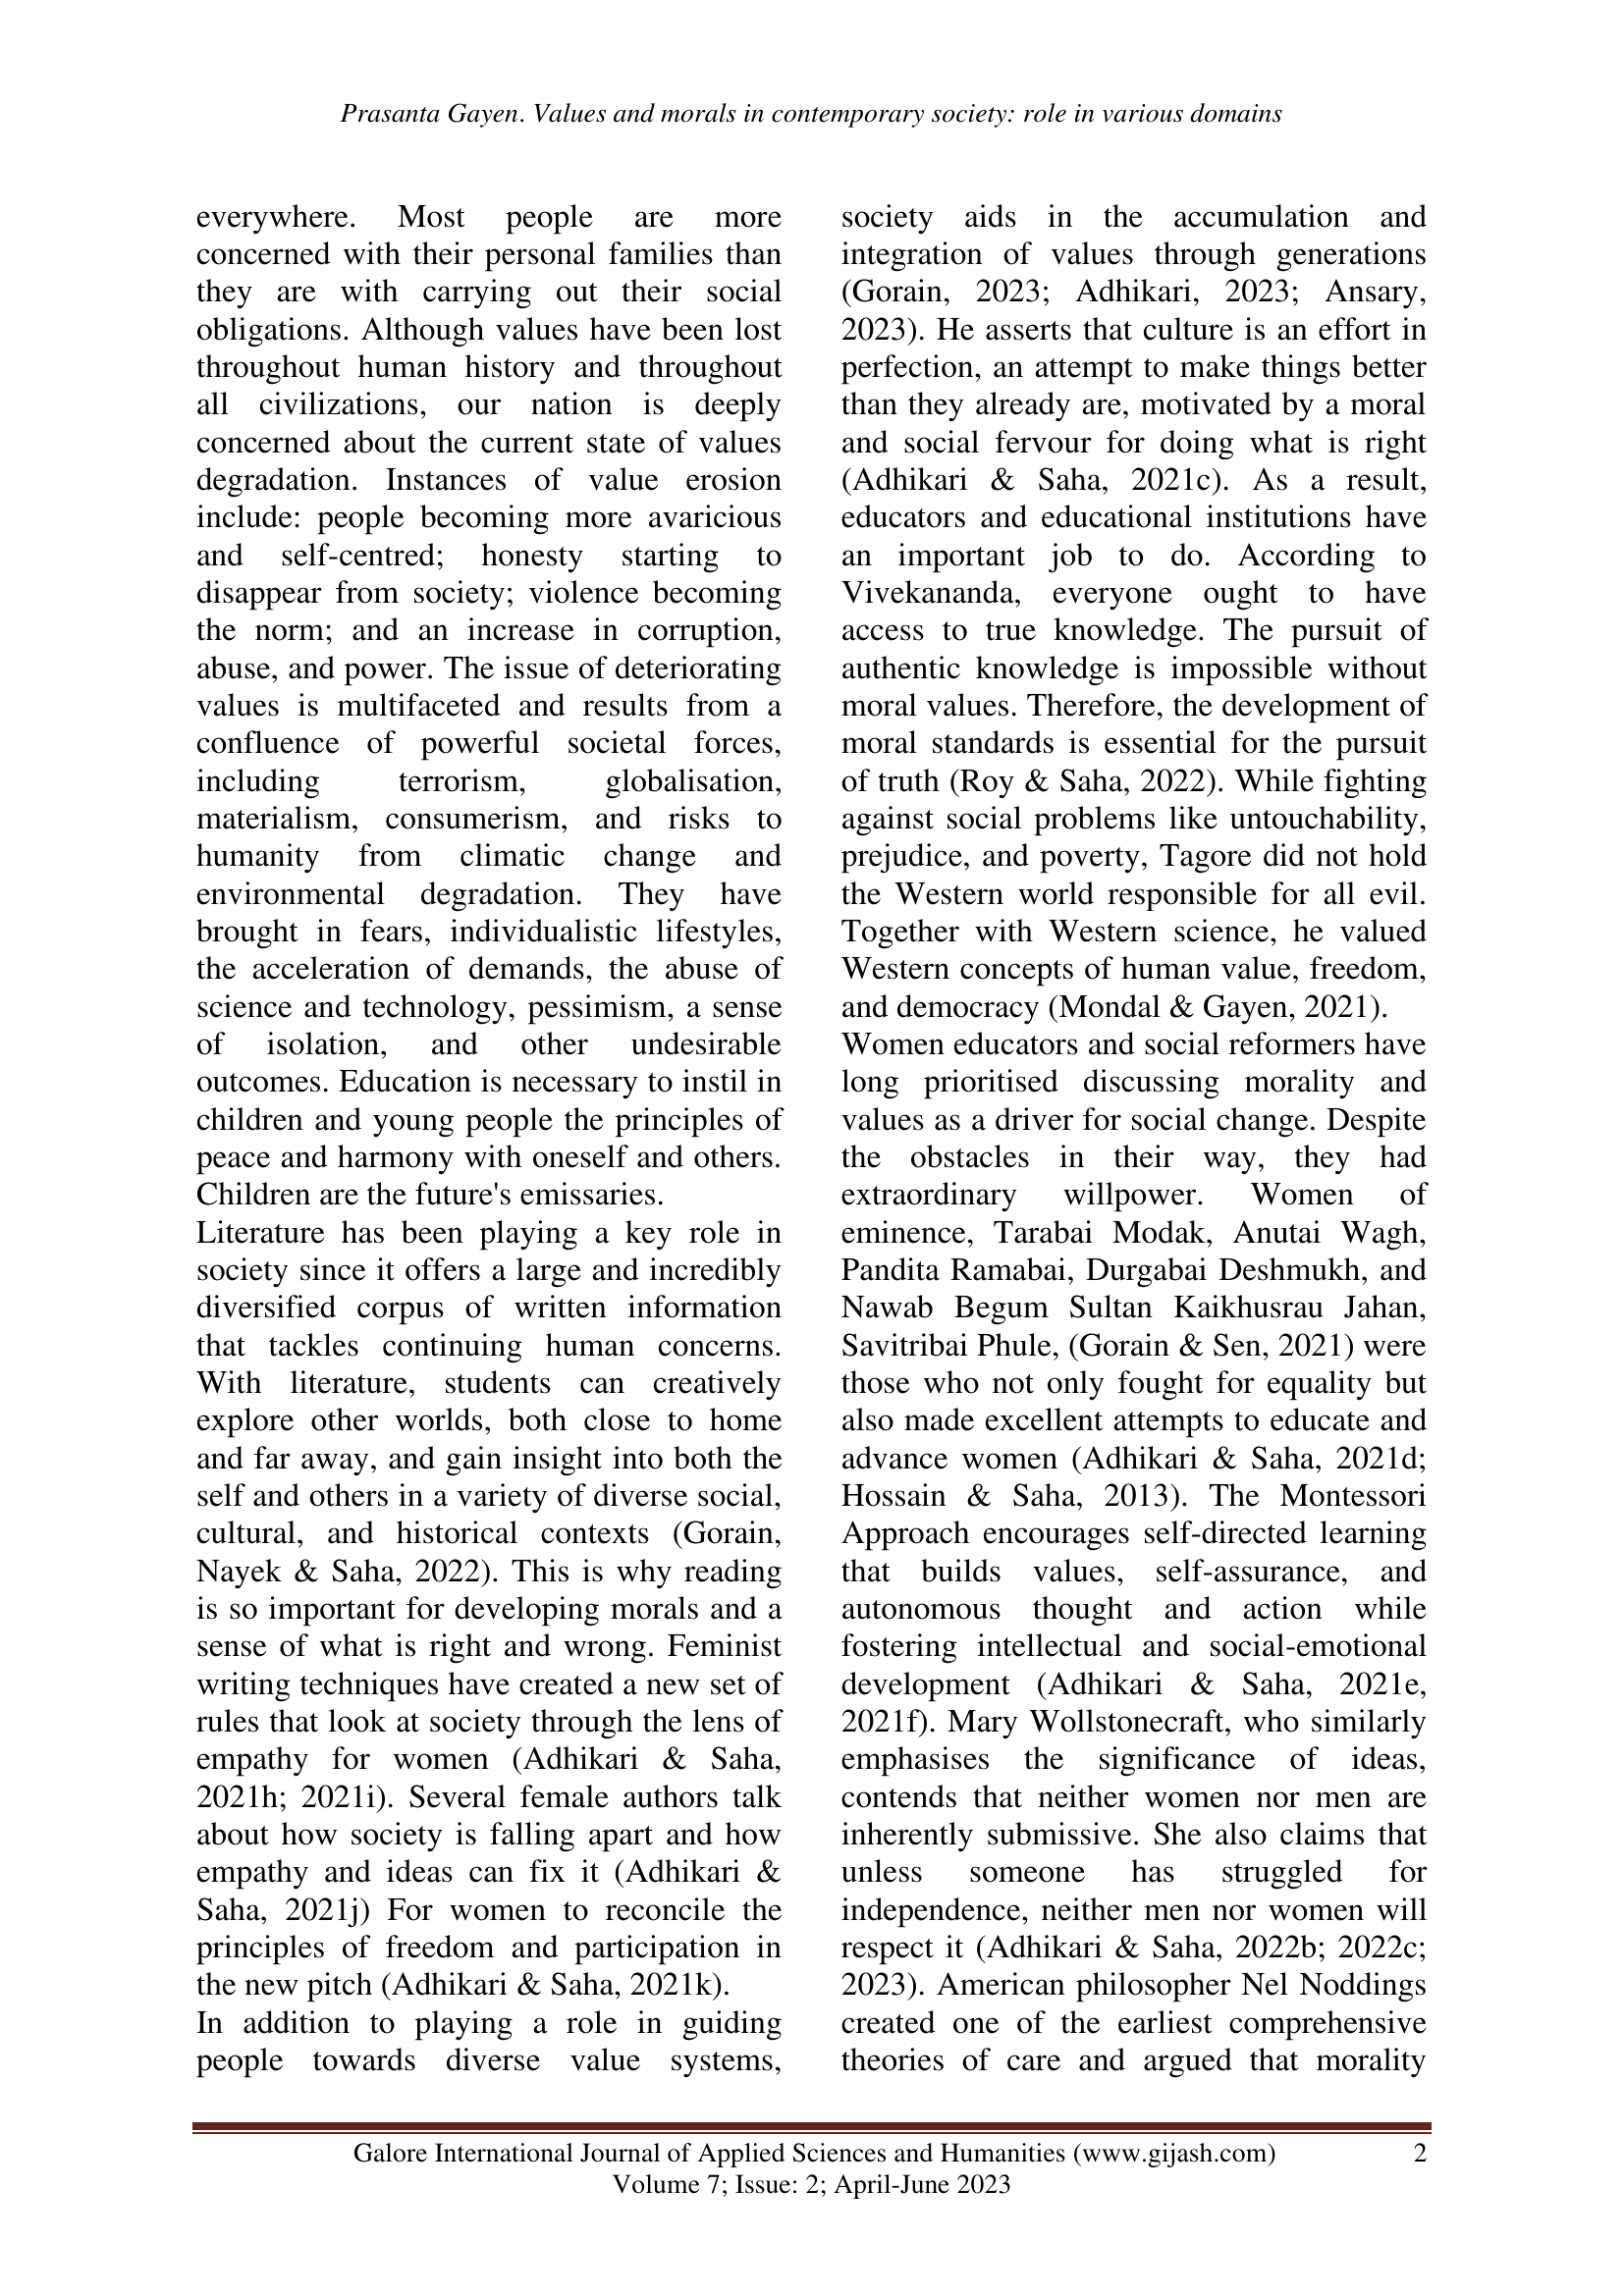 Prasanta Gayen. Values and morals in contemporary society: role in various domains
everywhere. Most people are more
concerned with their personal families than
they are with carrying out their social
obligations. Although values have been lost
throughout human history and throughout
all civilizations, our nation is deeply
concerned about the current state of values
degradation. Instances of value erosion
include: people becoming more avaricious
and self-centred; honesty starting to
disappear from society; violence becoming
the norm; and an increase in corruption,
abuse, and power. The issue of deteriorating
values is multifaceted and results from a
confluence of powerful societal forces,
including terrorism, globalisation,
materialism, consumerism, and risks to
humanity from climatic change and
environmental degradation. They have
brought in fears, individualistic lifestyles,
the acceleration of demands, the abuse of
science and technology, pessimism, a sense
of isolation, and other undesirable
outcomes. Education is necessary to instil in
children and young people the principles of
peace and harmony with oneself and others.
Children are the future's emissaries.
Literature has been playing a key role in
society since it offers a large and incredibly
diversified corpus of written information
that tackles continuing human concerns.
With literature, students can creatively
explore other worlds, both close to home
and far away, and gain insight into both the
self and others in a variety of diverse social,
cultural, and historical contexts (Gorain,
Nayek & Saha, 2022). This is why reading
is so important for developing morals and a
sense of what is right and wrong. Feminist
writing techniques have created a new set of
rules that look at society through the lens of
empathy for women (Adhikari & Saha,
2021h; 2021i). Several female authors talk
about how society is falling apart and how
empathy and ideas can fix it (Adhikari &
Saha, 2021j) For women to reconcile the
principles of freedom and participation in
the new pitch (Adhikari & Saha, 2021k).
In addition to playing a role in guiding
people towards diverse value systems,
society aids in the accumulation and
integration of values through generations
(Gorain, 2023; Adhikari, 2023; Ansary,
2023). He asserts that culture is an effort in
perfection, an attempt to make things better
than they already are, motivated by a moral
and social fervour for doing what is right
(Adhikari & Saha, 2021c). As a result,
educators and educational institutions have
an important job to do. According to
Vivekananda, everyone ought to have
access to true knowledge. The pursuit of
authentic knowledge is impossible without
moral values. Therefore, the development of
moral standards is essential for the pursuit
of truth (Roy & Saha, 2022). While fighting
against social problems like untouchability,
prejudice, and poverty, Tagore did not hold
the Western world responsible for all evil.
Together with Western science, he valued
Western concepts of human value, freedom,
and democracy (Mondal & Gayen, 2021).
Women educators and social reformers have
long prioritised discussing morality and
values as a driver for social change. Despite
the obstacles in their way, they had
extraordinary willpower. Women of
eminence, Tarabai Modak, Anutai Wagh,
Pandita Ramabai, Durgabai Deshmukh, and
Nawab Begum Sultan Kaikhusrau Jahan,
Savitribai Phule, (Gorain & Sen, 2021) were
those who not only fought for equality but
also made excellent attempts to educate and
advance women (Adhikari & Saha, 2021d;
Hossain & Saha, 2013). The Montessori
Approach encourages self-directed learning
that builds values, self-assurance, and
autonomous thought and action while
fostering intellectual and social-emotional
development (Adhikari & Saha, 2021e,
2021f). Mary Wollstonecraft, who similarly
emphasises the significance of ideas,
contends that neither women nor men are
inherently submissive. She also claims that
unless someone has struggled for
independence, neither men nor women will
respect it (Adhikari & Saha, 2022b; 2022c;
2023). American philosopher Nel Noddings
created one of the earliest comprehensive
theories of care and argued that morality
Galore International Journal of Applied Sciences and Humanities (www.gijash.com) 2
Volume 7; Issue: 2; April-June 2023